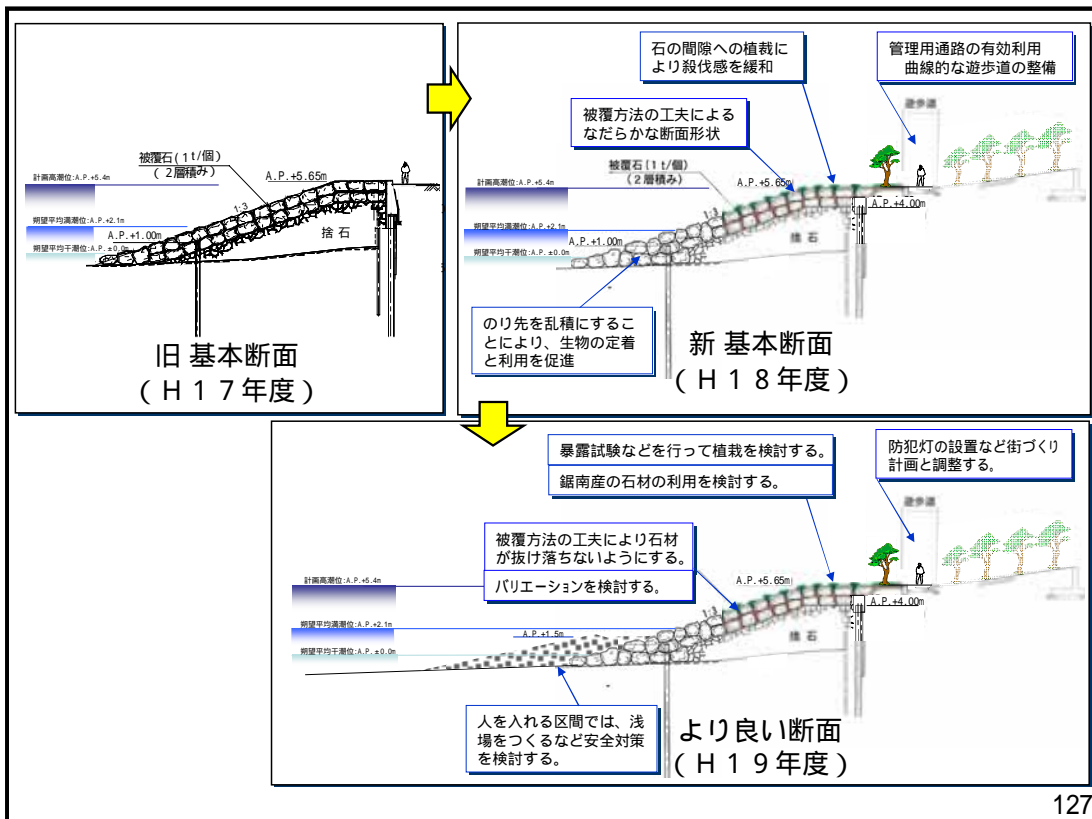 被覆石(1t/個)
(2層積み)
A.P.+5.65m
計画高潮位:A.P.+5.4m
1:3
朔望平均満潮位:A.P.+2.1m
A.P.+1.00m
捨石
朔望平均干潮位:A.P.±0.0m
旧 基本断面
(H17年度)
石の間隙への植栽に
より殺伐感を緩和
管理用通路の有効利用
曲線的な遊歩道の整備
遊歩道
被覆方法の工夫による
なだらかな断面形状
被覆石(1t/個)
(2層積み)
計画高潮位:A.P.+5.4m
A.P.+5.65m
A.P.+4.00m
1:3
朔望平均満潮位:A.P.+2.1m
A.P.+1.00m
捨石
朔望平均干潮位:A.P.±0.0m
のり先を乱積にするこ
とにより、生物の定着
と利用を促進
新 基本断面
(H18年度)
暴露試験などを行って植栽を検討する。
鋸南産の石材の利用を検討する。
防犯灯の設置など街づくり
計画と調整する。
遊歩道
被覆方法の工夫により石材
が抜け落ちないようにする。
バリエーションを検討する。
計画高潮位:A.P.+5.4m
A.P.+5.65m
A.P.+4.00m
1:3
朔望平均満潮位:A.P.+2.1m
A.P.+1.5m
捨石
朔望平均干潮位:A.P.±0.0m
人を入れる区間では、浅
場をつくるなど安全対策
を検討する。
より良い断面
(H19年度)
127